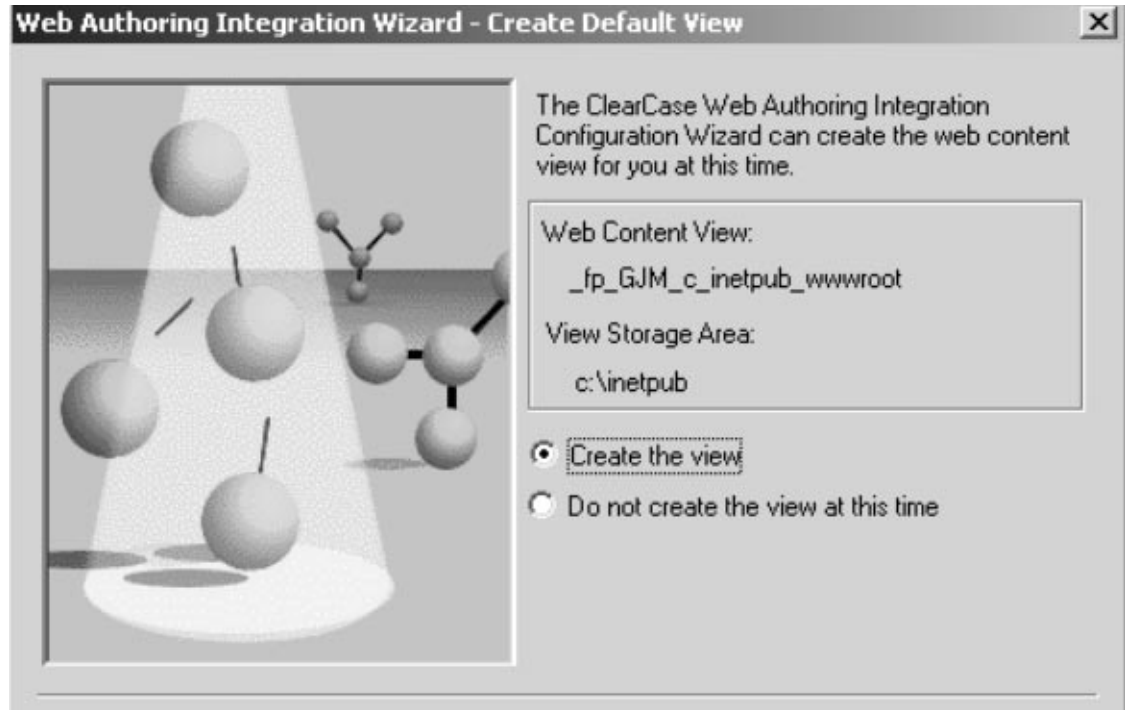 Web Authoring Integration Wizard - Create Default View
The ClearCase Web Authoring Integration
Configuration Wizard can create the web content
view for you at this time.
Web Content View:
_fp_GJM_c_inetpub_wwwroot
View Storage Area:
c:\inetpub
Create the view
Do not create the view at this time